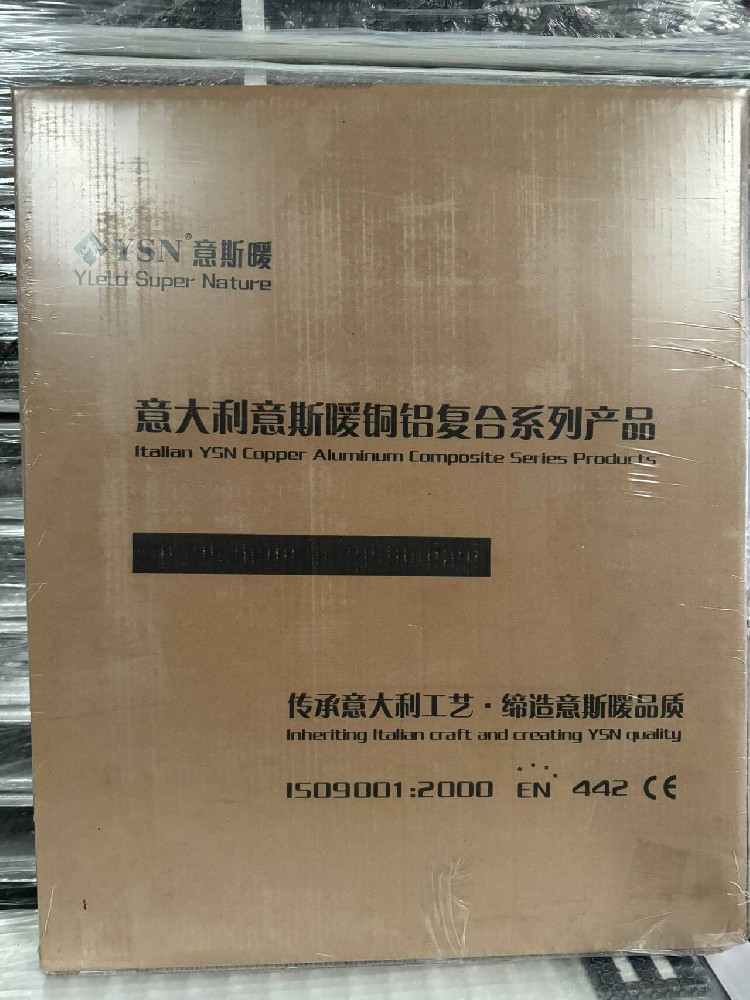 YSN® 意斯暖
YLeld Super Nature
意大利意斯暖铜铝复合系列产品
Italian YSN Copper Aluminum Composite Series Products
传承意大利工艺·缔造意斯暖品质
Inheriting Italian craft and creating YSN quality
ISO9001:2000 EN 442 CE